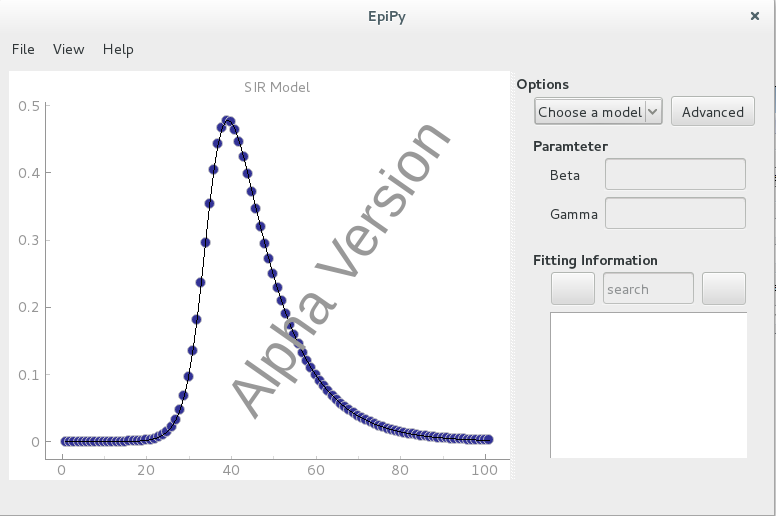 EpiPy
File View Help
SIR Model
0.5
0.4
0.3
0.2
0.1
0
0 20 40 60 80 100
Alpha Version
Options
Choose a model Advanced
Paramteter
Beta
Gamma
Fitting Information
search